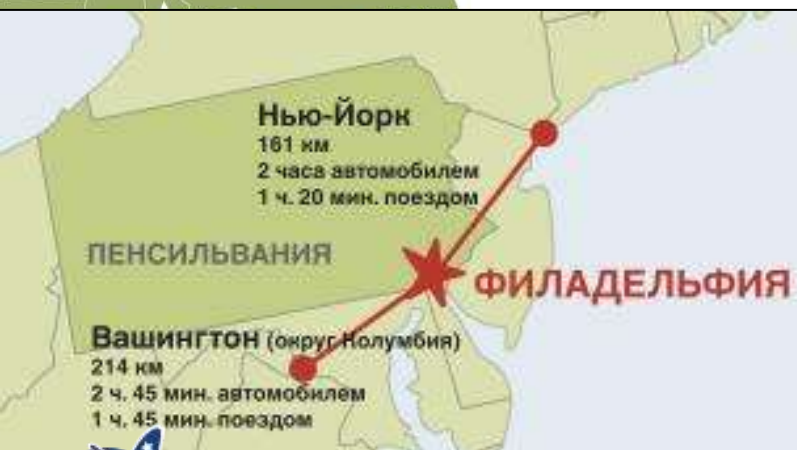 Нью-Йорк
161 км
2 часа автомобилем
1 ч. 20 мин. поездом
ПЕНСИЛЬВАНИЯ
ФИЛАДЕЛЬФИЯ
Вашингтон (округ Колумбия)
214 км
2 ч. 45 мин. автомобилем
1 ч. 45 мин. поездом